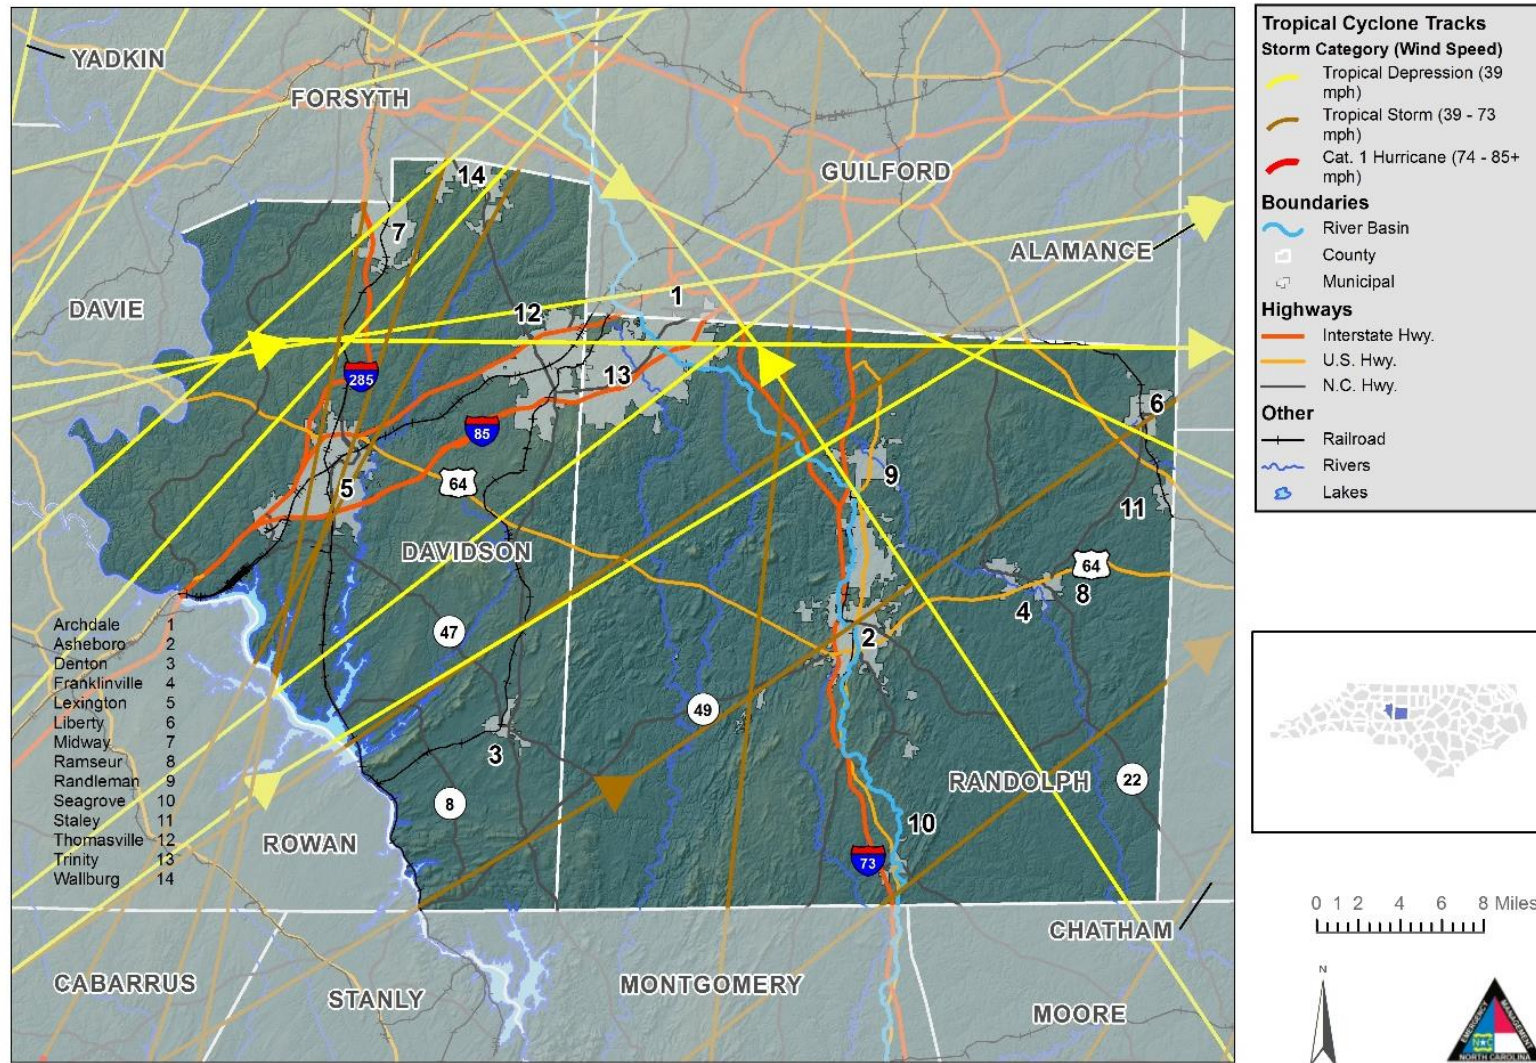 YADKIN
FORSYTH
GUILFORD
ALAMANCE
DAVIE
14
7
12
1
13
6
285
85
5
64
9
11
DAVIDSON
64
4
8
47
2
49
3
8
22
RANDOLPH
10
73
Archdale 1
Asheboro 2
Denton 3
Franklinville 4
Lexington 5
Liberty 6
Midway 7
Ramseur 8
Randleman 9
Seagrove 10
Staley 11
Thomasville 12
Trinity 13
Wallburg 14
ROWAN
CABARRUS
STANLY
MONTGOMERY
CHATHAM
MOORE
Tropical Cyclone Tracks
Storm Category (Wind Speed)
Tropical Depression (39
mph)
Tropical Storm (39 - 73
mph)
Cat. 1 Hurricane (74 - 85+
mph)
Boundaries
River Basin
County
Municipal
Highways
Interstate Hwy.
U.S. Hwy.
N.C. Hwy.
Other
Railroad
Rivers
Lakes
0 1 2 4 6 8 Miles
N
EMERGENCY
MANAGEMENT
NC
NORTH CAROLINA